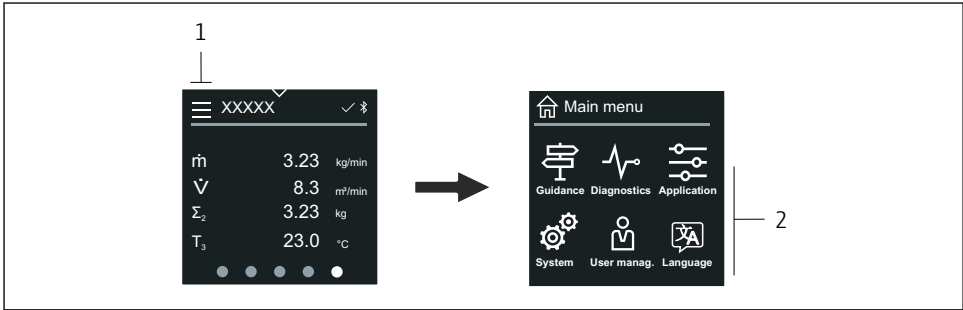 1
XXXXX
ṁ 3.23 kg/min
V̇ 8.3 m³/min
Σ₂ 3.23 kg
T₃ 23.0 °C
Main menu
Guidance Diagnostics Application
System User manag. Language
2